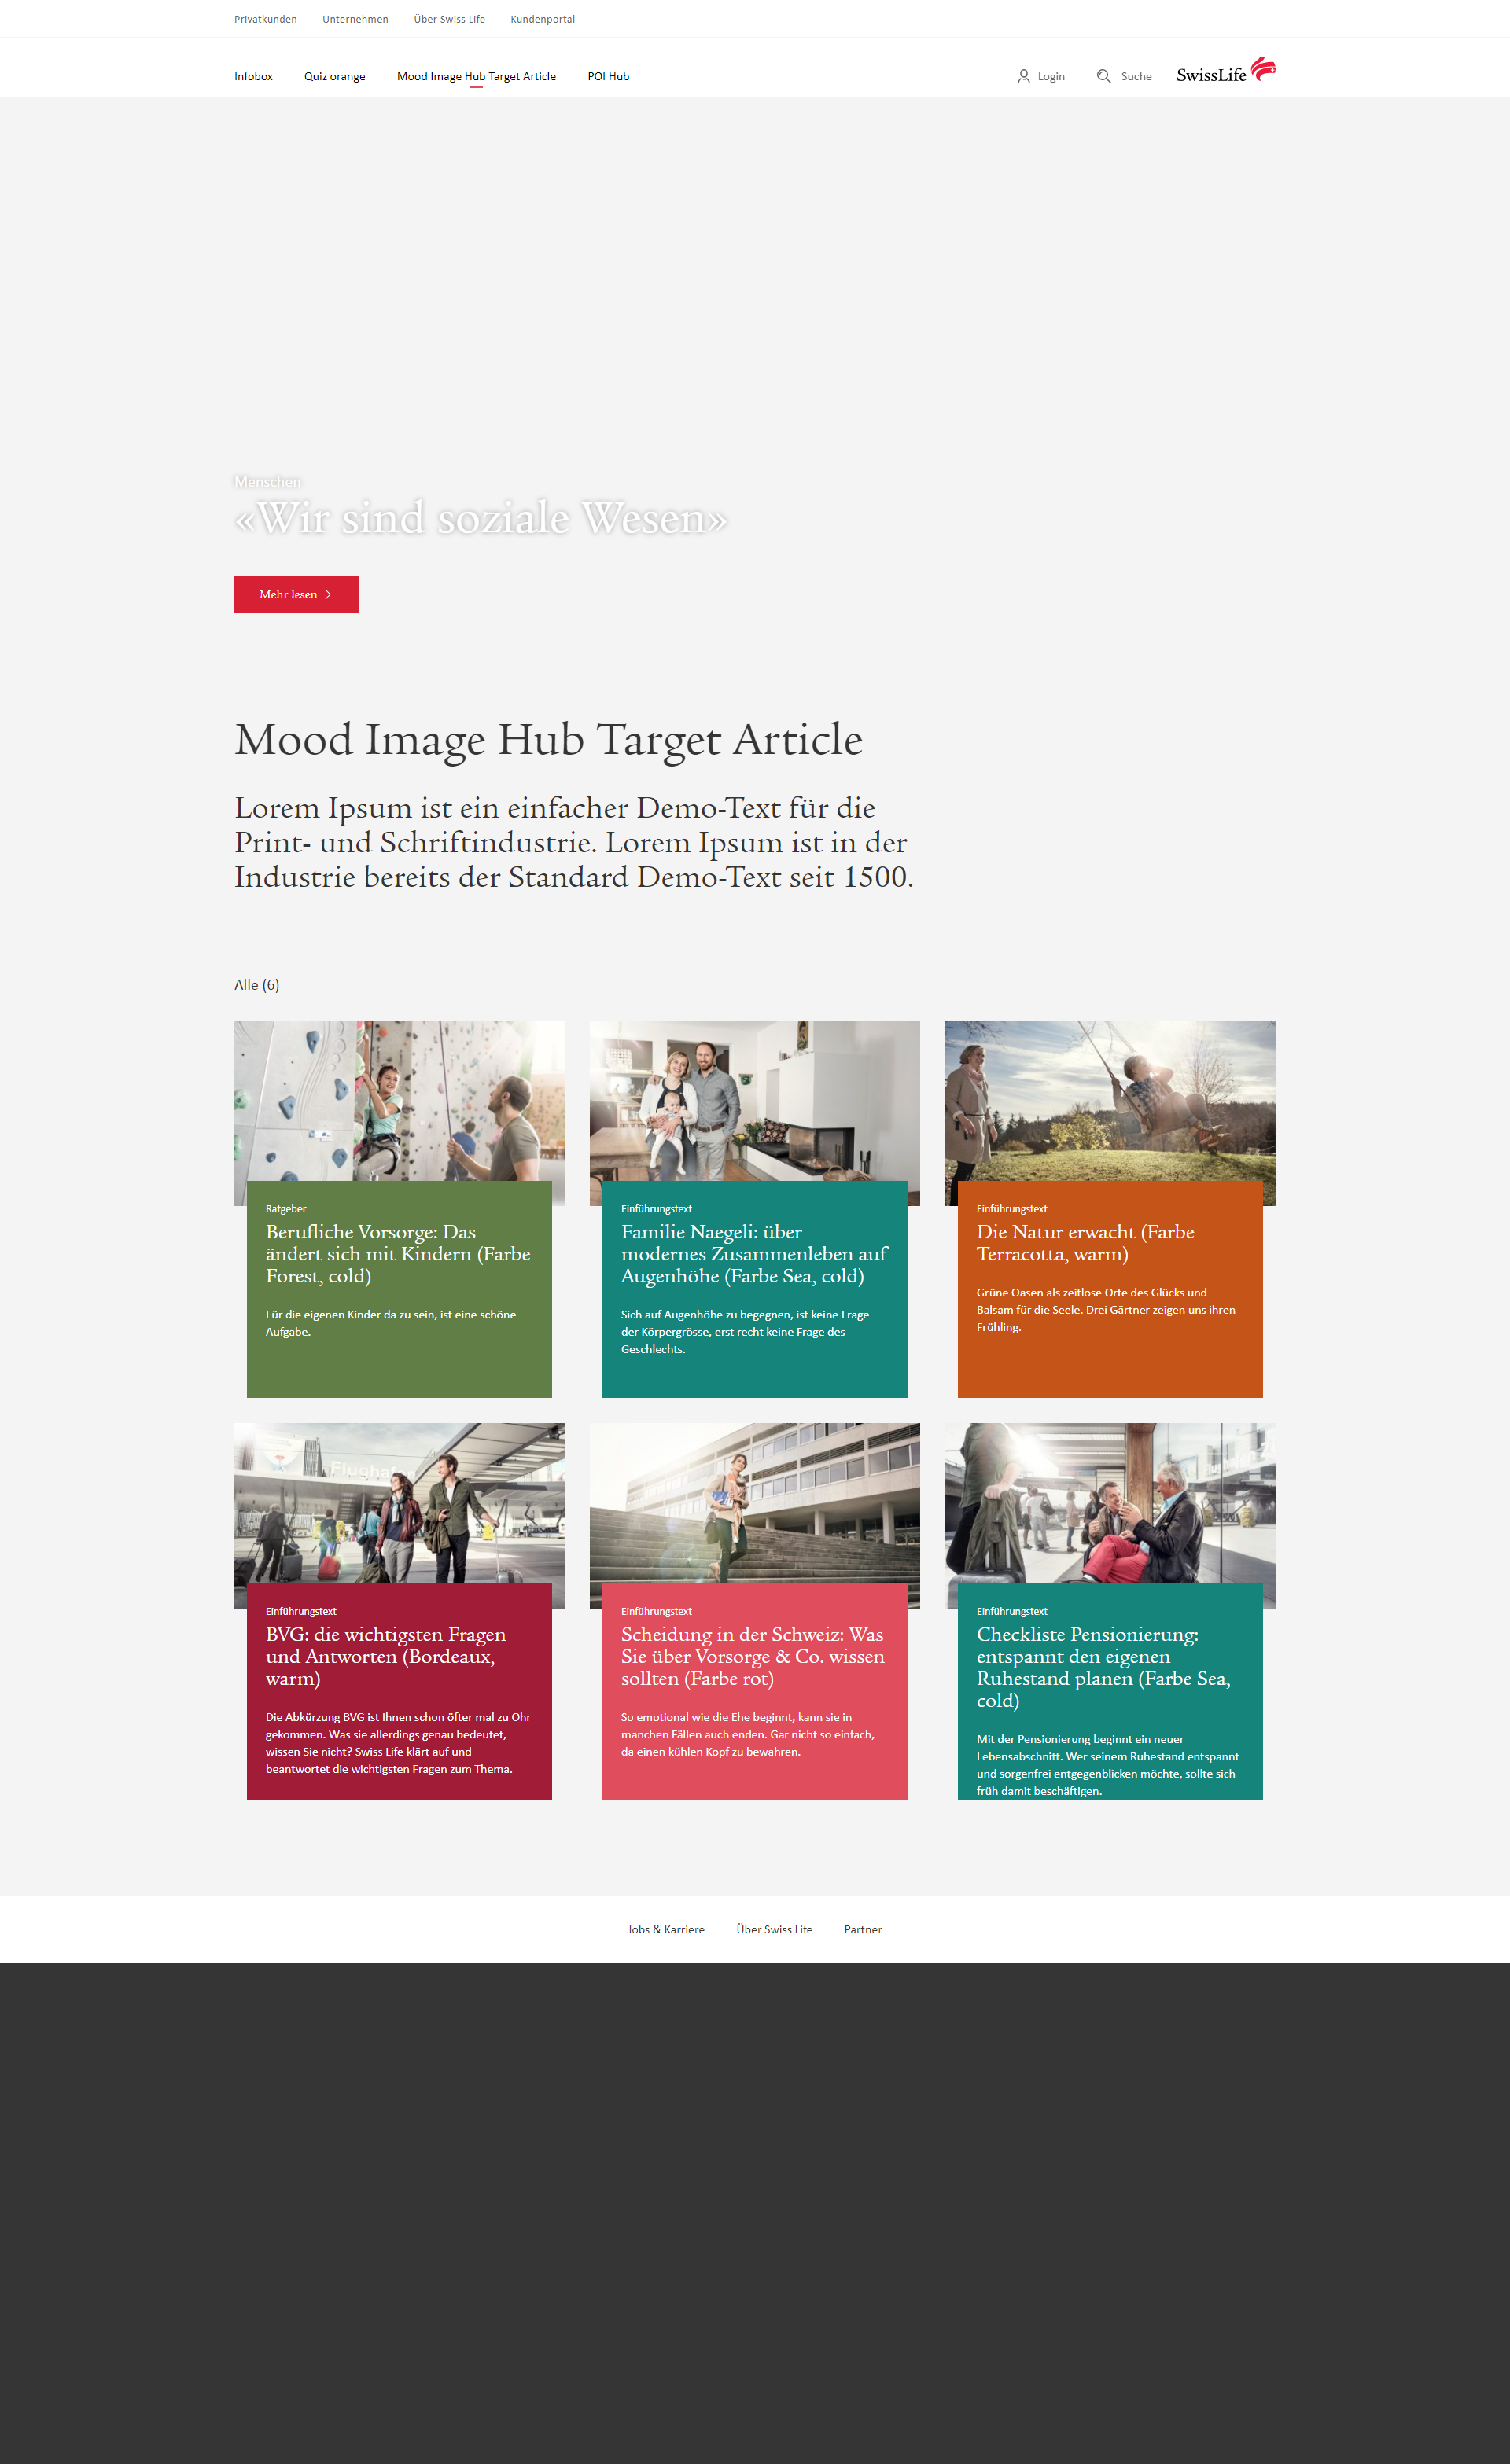 Privatkunden Unternehmen Über Swiss Life Kundenportal
Infobox Quiz orange Mood Image Hub Target Article POI Hub Login Suche SwissLife
Menschen
«Wir sind soziale Wesen»
Mehr lesen
Mood Image Hub Target Article
Lorem Ipsum ist ein einfacher Demo-Text für die
Print- und Schriftindustrie. Lorem Ipsum ist in der
Industrie bereits der Standard Demo-Text seit 1500.
Alle (6)
Ratgeber
Berufliche Vorsorge: Das
ändert sich mit Kindern (Farbe
Forest, cold)
Für die eigenen Kinder da zu sein, ist eine schöne
Aufgabe.
Einführungstext
Familie Naegeli: über
modernes Zusammenleben auf
Augenhöhe (Farbe Sea, cold)
Sich auf Augenhöhe zu begegnen, ist keine Frage
der Körpergrösse, erst recht keine Frage des
Geschlechts.
Einführungstext
Die Natur erwacht (Farbe
Terracotta, warm)
Grüne Oasen als zeitlose Orte des Glücks und
Balsam für die Seele. Drei Gärtner zeigen uns ihren
Frühling.
Flughafen
Einführungstext
BVG: die wichtigsten Fragen
und Antworten (Bordeaux,
warm)
Die Abkürzung BVG ist Ihnen schon öfter mal zu Ohr
gekommen. Was sie allerdings genau bedeutet,
wissen Sie nicht? Swiss Life klärt auf und
beantwortet die wichtigsten Fragen zum Thema.
Einführungstext
Scheidung in der Schweiz: Was
Sie über Vorsorge & Co. wissen
sollten (Farbe rot)
So emotional wie die Ehe beginnt, kann sie in
manchen Fällen auch enden. Gar nicht so einfach,
da einen kühlen Kopf zu bewahren.
Einführungstext
Checkliste Pensionierung:
entspannt den eigenen
Ruhestand planen (Farbe Sea,
cold)
Mit der Pensionierung beginnt ein neuer
Lebensabschnitt. Wer seinem Ruhestand entspannt
und sorgenfrei entgegenblicken möchte, sollte sich
früh damit beschäftigen.
Jobs & Karriere Über Swiss Life Partner